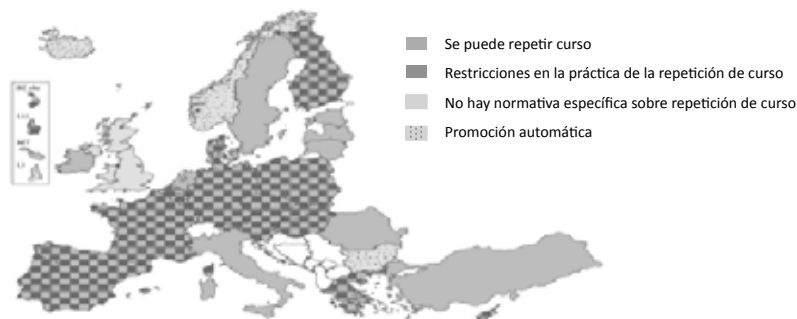 Se puede repetir curso
Restricciones en la práctica de la repetición de curso
No hay normativa específica sobre repetición de curso
Promoción automática